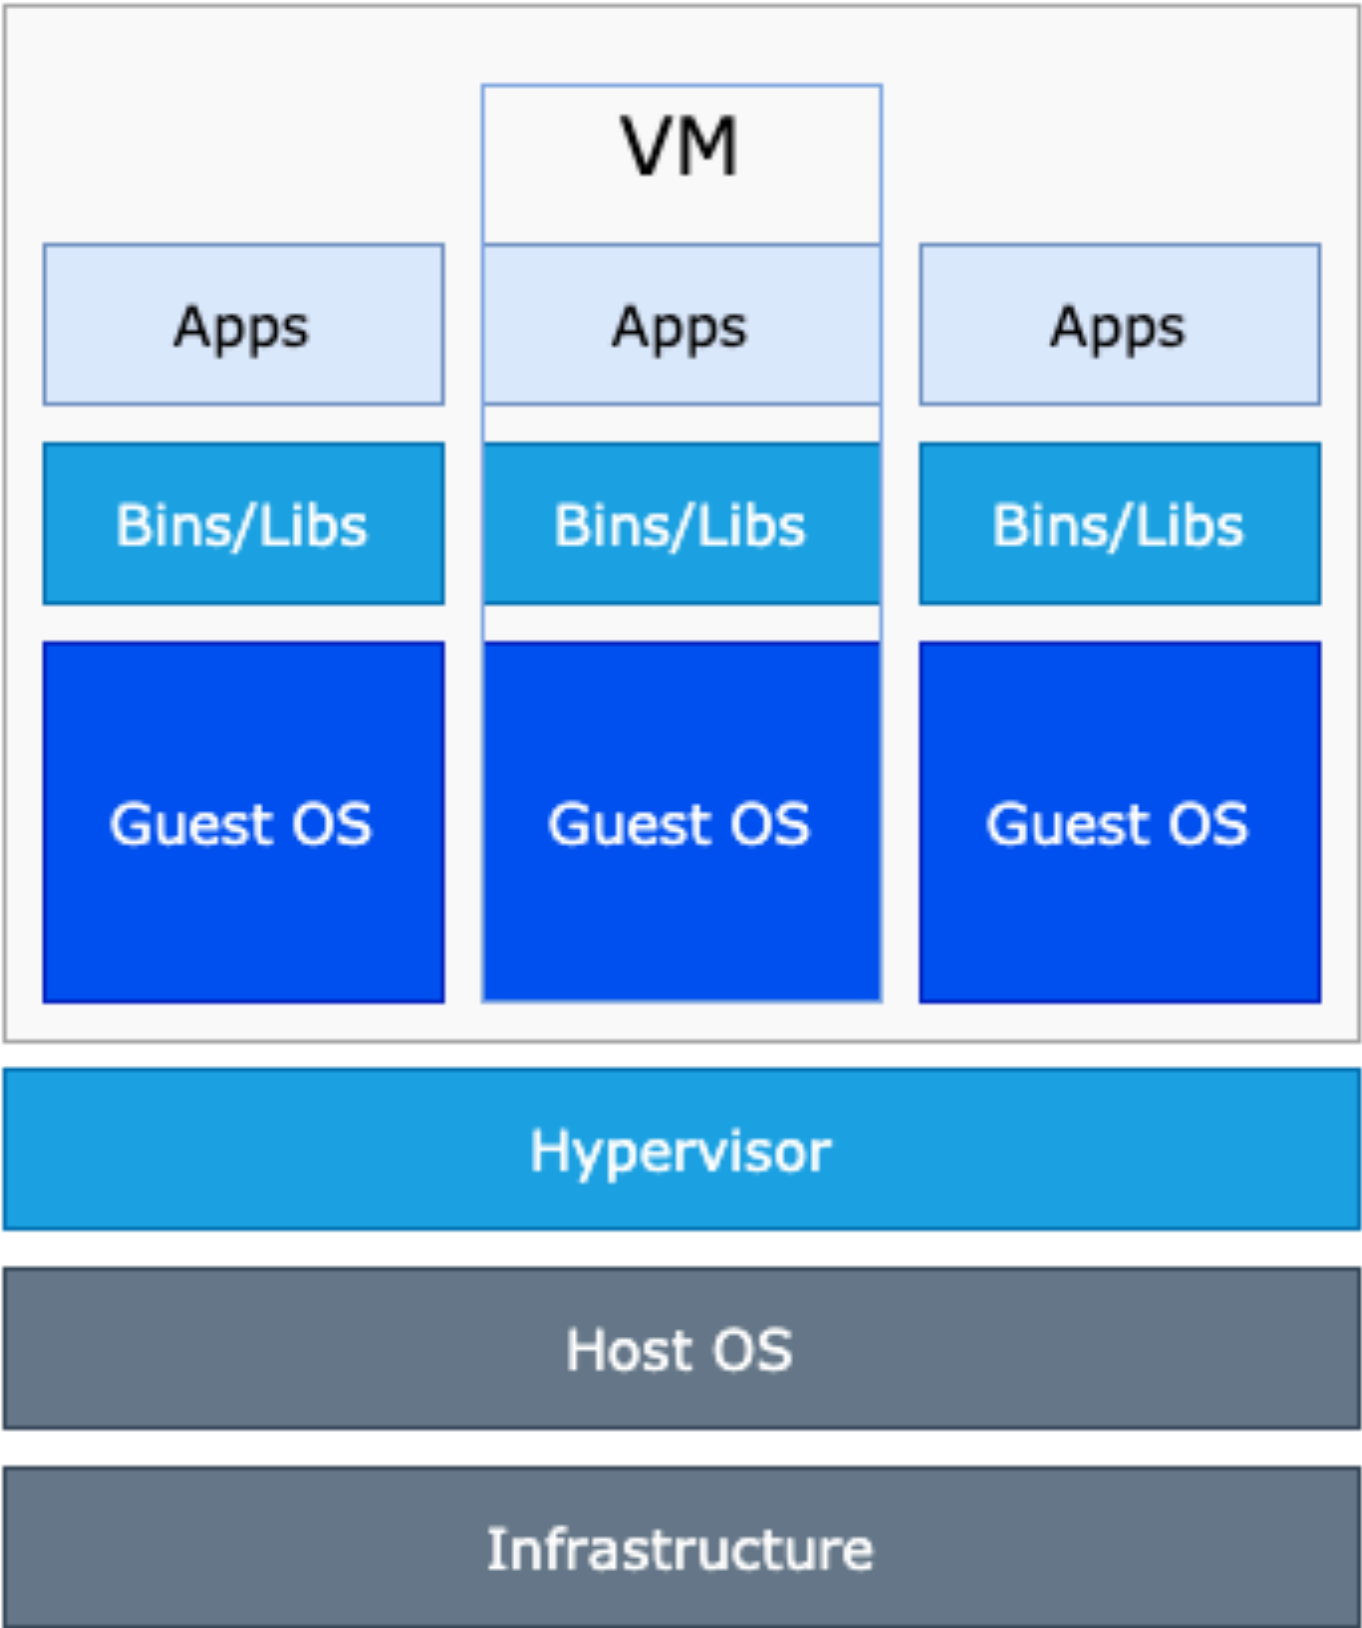 VM
Apps
Apps
Apps
Bins/Libs
Bins/Libs
Bins/Libs
Guest OS
Guest OS
Guest OS
Hypervisor
Host OS
Infrastructure